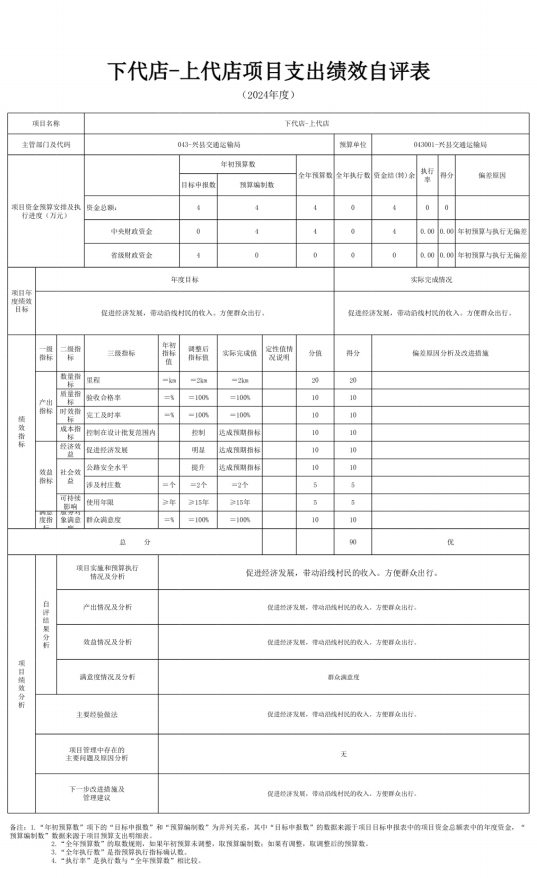 下代店-上代店项目支出绩效自评表
（2024年度）
项目名称 下代店-上代店
主管部门及代码 043-兴县交通运输局 预算单位 043001-兴县交通运输局
项目资金预算安排及执行进度（万元） 年初预算数 全年预算数 全年执行数 资金结(转)余 执行率 得分 偏差原因
目标申报数 预算编制数
资金总额: 4 4 4 0 4 0 0
中央财政资金 0 4 4 0 4 0.00 0.00 年初预算与执行无偏差
省级财政资金 4 0 0 0 0 0.00 0.00 年初预算与执行无偏差
项目年度绩效目标 年度目标 实际完成情况
促进经济发展，带动沿线村民的收入。方便群众出行。 促进经济发展，带动沿线村民的收入。方便群众出行。
绩效指标 一级指标 二级指标 三级指标 年初指标值 调整后指标值 实际完成值 定性值情况说明 分值 得分 偏差原因分析及改进措施
产出指标 数量指标 里程 ＝km ＝2km ＝2km 20 20
质量指标 验收合格率 ＝% ＝100% ＝100% 10 10
时效指标 完工及时率 ＝% ＝100% ＝100% 10 10
成本指标 控制在设计批复范围内 控制 达成预期指标 10 10
效益指标 经济效益 促进经济发展 明显 达成预期指标 10 10
社会效益 公路安全水平 提升 达成预期指标 10 10
涉及村庄数 ＝个 ＝2个 ＝2个 5 5
可持续影响 使用年限 ≥年 ≥15年 ≥15年 5 5
满意度指标 服务对象满意度 群众满意度 ＝% ＝100% ＝100% 10 10
总 分 90 优
项目绩效分析 自评结果分析 项目实施和预算执行情况及分析 促进经济发展，带动沿线村民的收入。方便群众出行。
产出情况及分析 促进经济发展，带动沿线村民的收入。方便群众出行。
效益情况及分析 促进经济发展，带动沿线村民的收入。方便群众出行。
满意度情况及分析 群众满意度
主要经验做法 促进经济发展，带动沿线村民的收入。方便群众出行。
项目管理中存在的主要问题及原因分析 无
下一步改进措施及管理建议 促进经济发展，带动沿线村民的收入。方便群众出行。
备注：1.“年初预算数”项下的“目标申报数”和“预算编制数”为并列关系，其中“目标申报数”的数据来源于项目目标申报表中的项目资金总额表中的年度资金，“
预算编制数”数据来源于项目预算支出明细表。
2.“全年预算数”的取数规则，如果年初预算未调整，取预算编制数；如果有调整，取调整后的预算数。
3.“全年执行数”是指预算执行指标确认数。
4.“执行率”是执行数与“全年预算数”相比较。